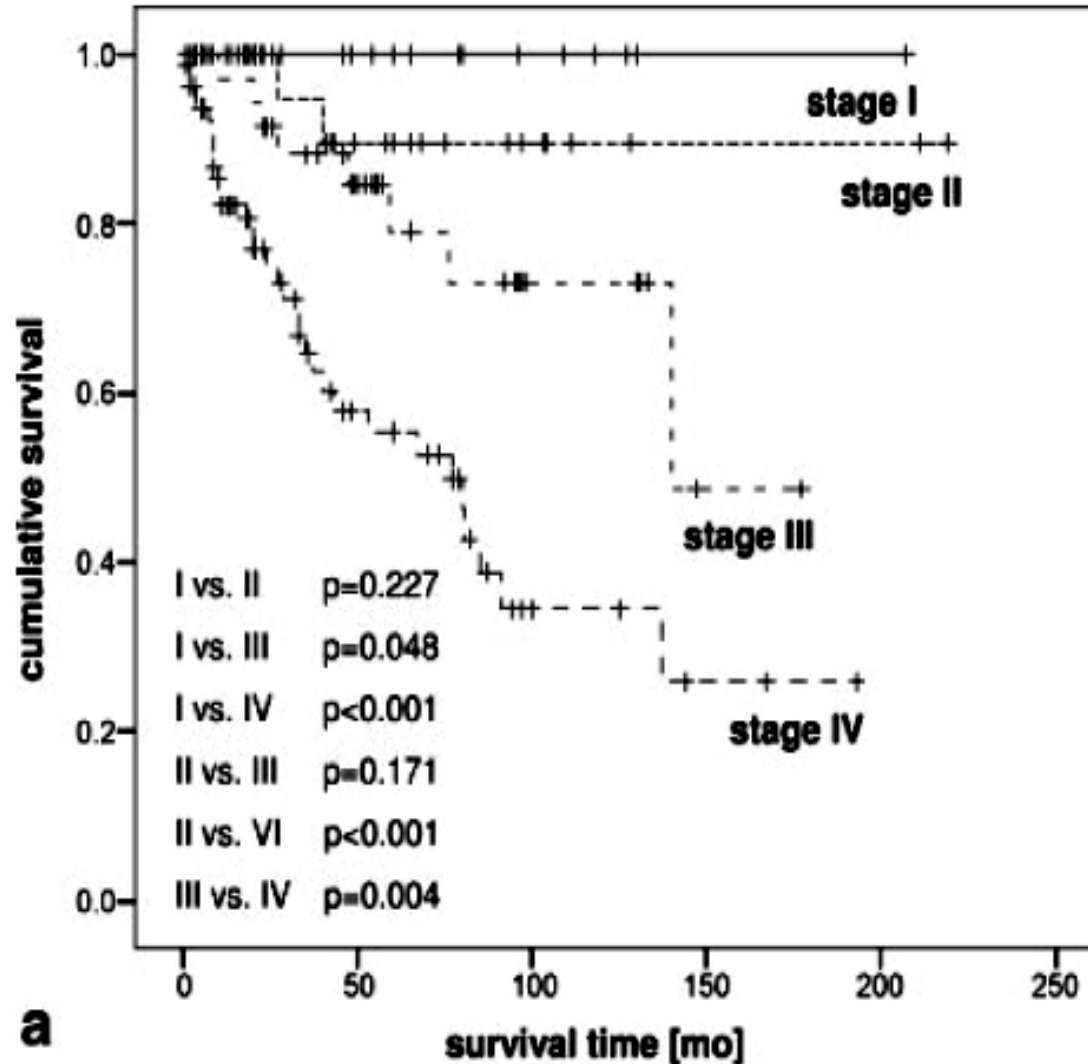 1.0
0.8
0.6
0.4
0.2
0.0
cumulative survival
stage I
stage II
stage III
stage IV
I vs. II p=0.227
I vs. III p=0.048
I vs. IV p<0.001
II vs. III p=0.171
II vs. VI p<0.001
III vs. IV p=0.004
0 50 100 150 200 250
survival time [mo]
a